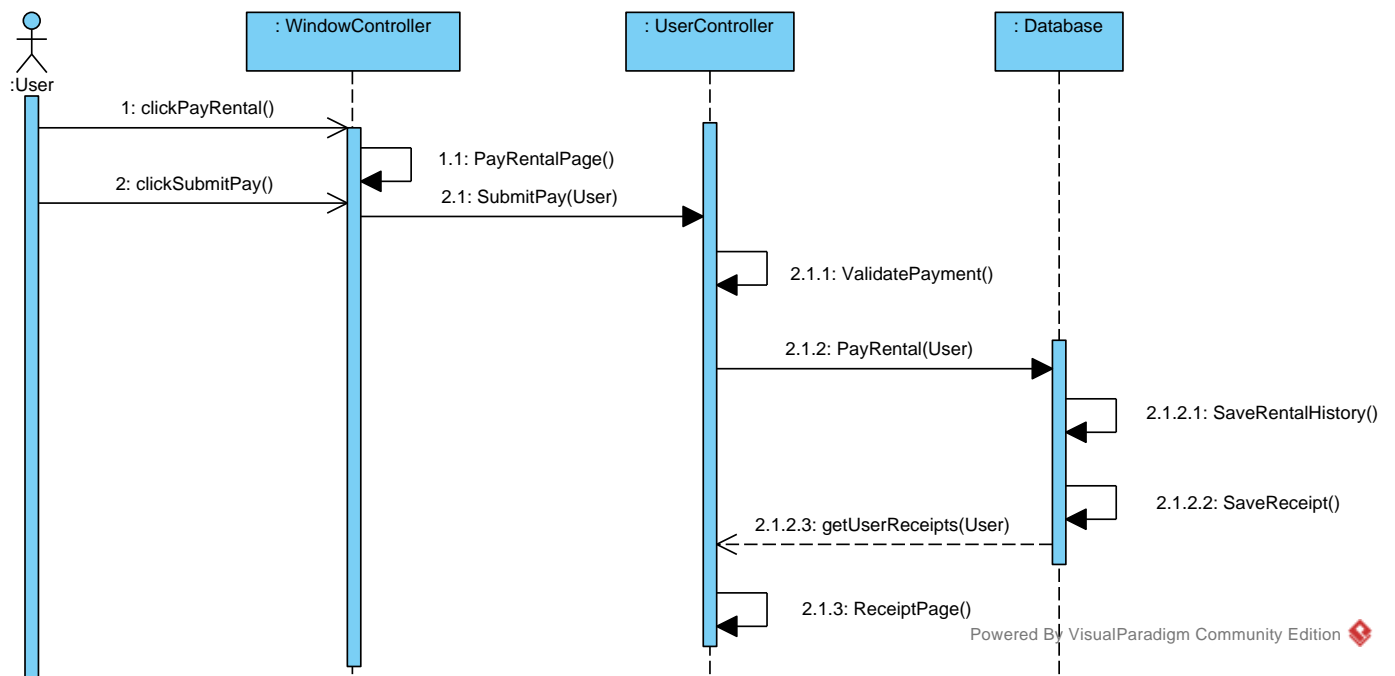 : WindowController
: UserController
: Database
:User
1: clickPayRental()
1.1: PayRentalPage()
2: clickSubmitPay()
2.1: SubmitPay(User)
2.1.1: ValidatePayment()
2.1.2: PayRental(User)
2.1.2.1: SaveRentalHistory()
2.1.2.2: SaveReceipt()
2.1.2.3: getUserReceipts(User)
2.1.3: ReceiptPage()
Powered By VisualParadigm Community Edition